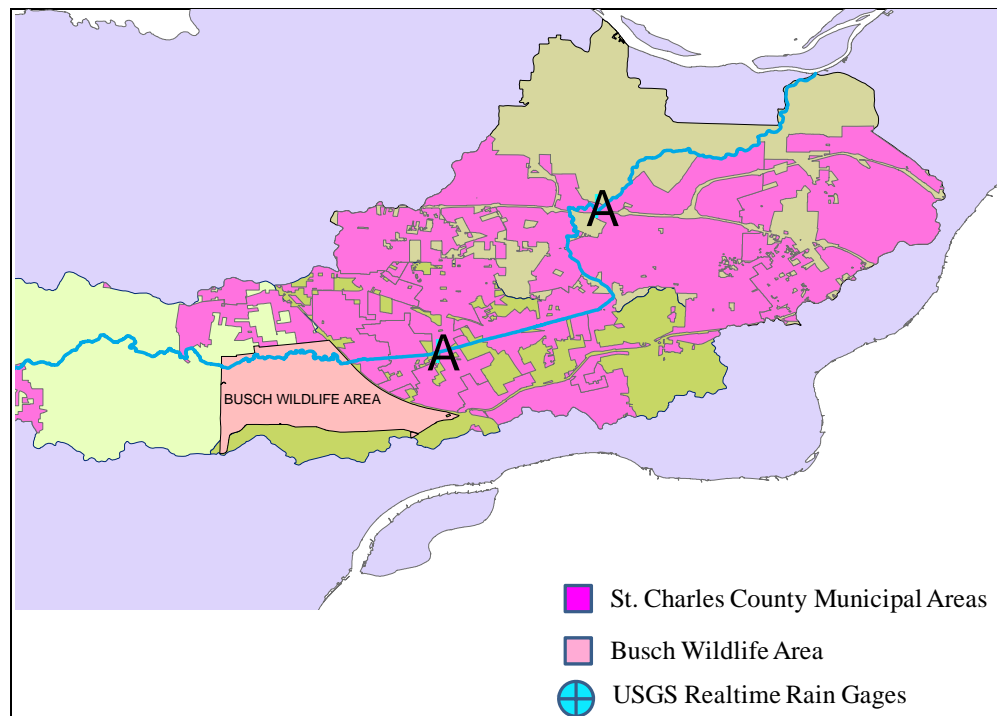 A
A
BUSCH WILDLIFE AREA
St. Charles County Municipal Areas
Busch Wildlife Area
USGS Realtime Rain Gages